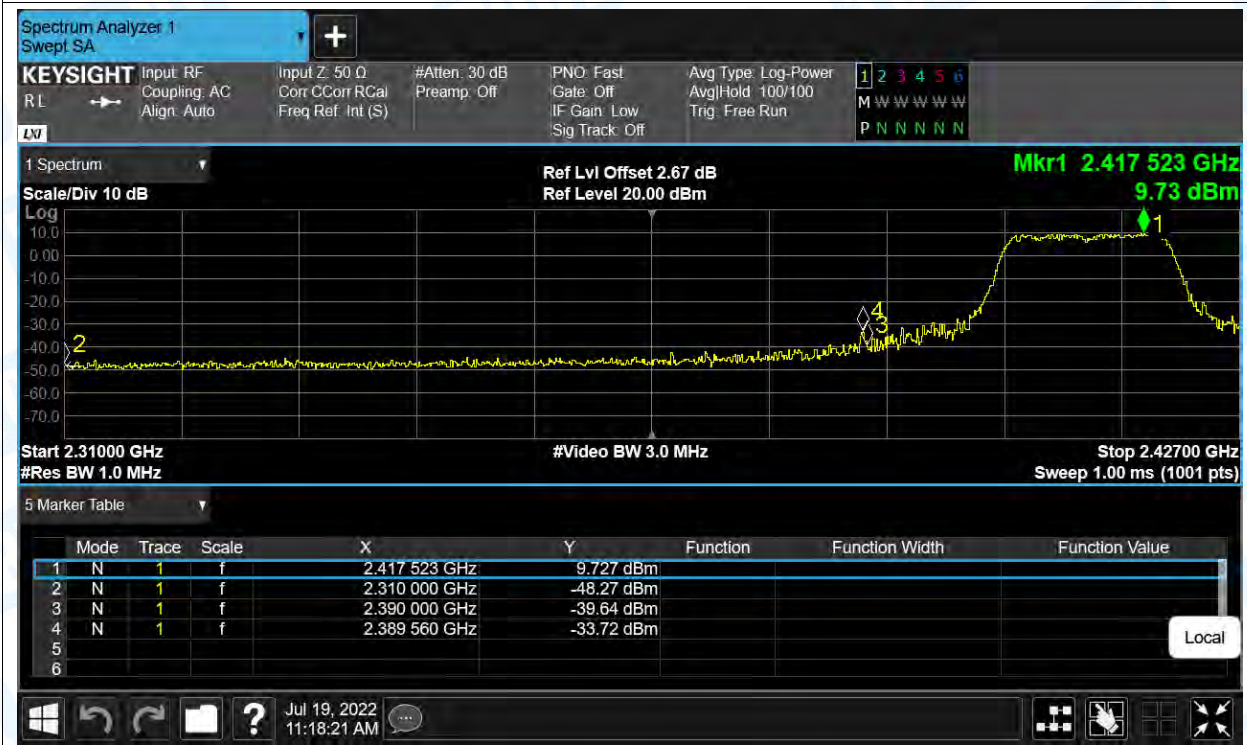 Spectrum Analyzer 1
Swept SA
+
KEYSIGHT Input: RF Input Z: 50 Ω #Atten: 30 dB PNO: Fast Avg Type: Log-Power 1 2 3 4 5 6
RL Coupling: AC Corr CCorr RCal Preamp: Off Gate: Off Avg|Hold: 100/100 M W W W W W
Align: Auto Freq Ref: Int (S) IF Gain: Low Trig: Free Run
LXI Sig Track: Off P N N N N N
1 Spectrum Ref Lvl Offset 2.67 dB Mkr1 2.417 523 GHz
Scale/Div 10 dB Ref Level 20.00 dBm 9.73 dBm
Log
10.0
0.00
-10.0
-20.0
-30.0
-40.0
-50.0
-60.0
-70.0
1
2
4
3
Start 2.31000 GHz #Video BW 3.0 MHz Stop 2.42700 GHz
#Res BW 1.0 MHz Sweep 1.00 ms (1001 pts)
5 Marker Table
Mode Trace Scale X Y Function Function Width Function Value
1 N 1 f 2.417 523 GHz 9.727 dBm
2 N 1 f 2.310 000 GHz -48.27 dBm
3 N 1 f 2.390 000 GHz -39.64 dBm
4 N 1 f 2.389 560 GHz -33.72 dBm
5
6
Local
? Jul 19, 2022
11:18:21 AM